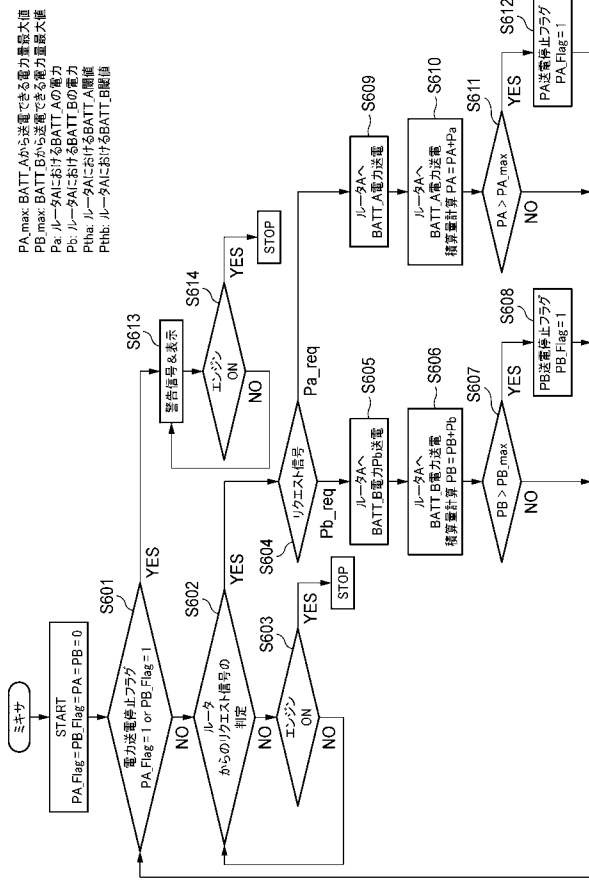 PA_max: BATT_Aから送電できる電力量最大値
PB_max: BATT_Bから送電できる電力量最大値
Pa: ルータAにおけるBATT_Aの電力
Pb: ルータAにおけるBATT_Bの電力
Ptha: ルータAにおけるBATT_A閾値
Pthb: ルータAにおけるBATT_B閾値
ミキサ
START
PA_Flag=PB_Flag=PA=PB=0
S601
電力送電停止フラグ
PA_Flag=1 or PB_Flag=1
YES
NO
S602
ルータ
からのリクエスト信号の
判定
YES
NO
S603
エンジン
ON
YES
NO
STOP
S613
警告信号&表示
S614
エンジン
ON
YES
NO
STOP
S604
リクエスト信号
Pa_req
Pb_req
S605
ルータAへ
BATT_B電力Pb送電
S606
ルータAへ
BATT_B電力送電
積算量計算 PB=PB+Pb
S607
PB > PB_max
YES
NO
S608
PB送電停止フラグ
PB_Flag=1
S609
ルータAへ
BATT_A電力送電
S610
ルータAへ
BATT_A電力送電
積算量計算 PA=PA+Pa
S611
PA > PA_max
YES
NO
S612
PA送電停止フラグ
PA_Flag=1